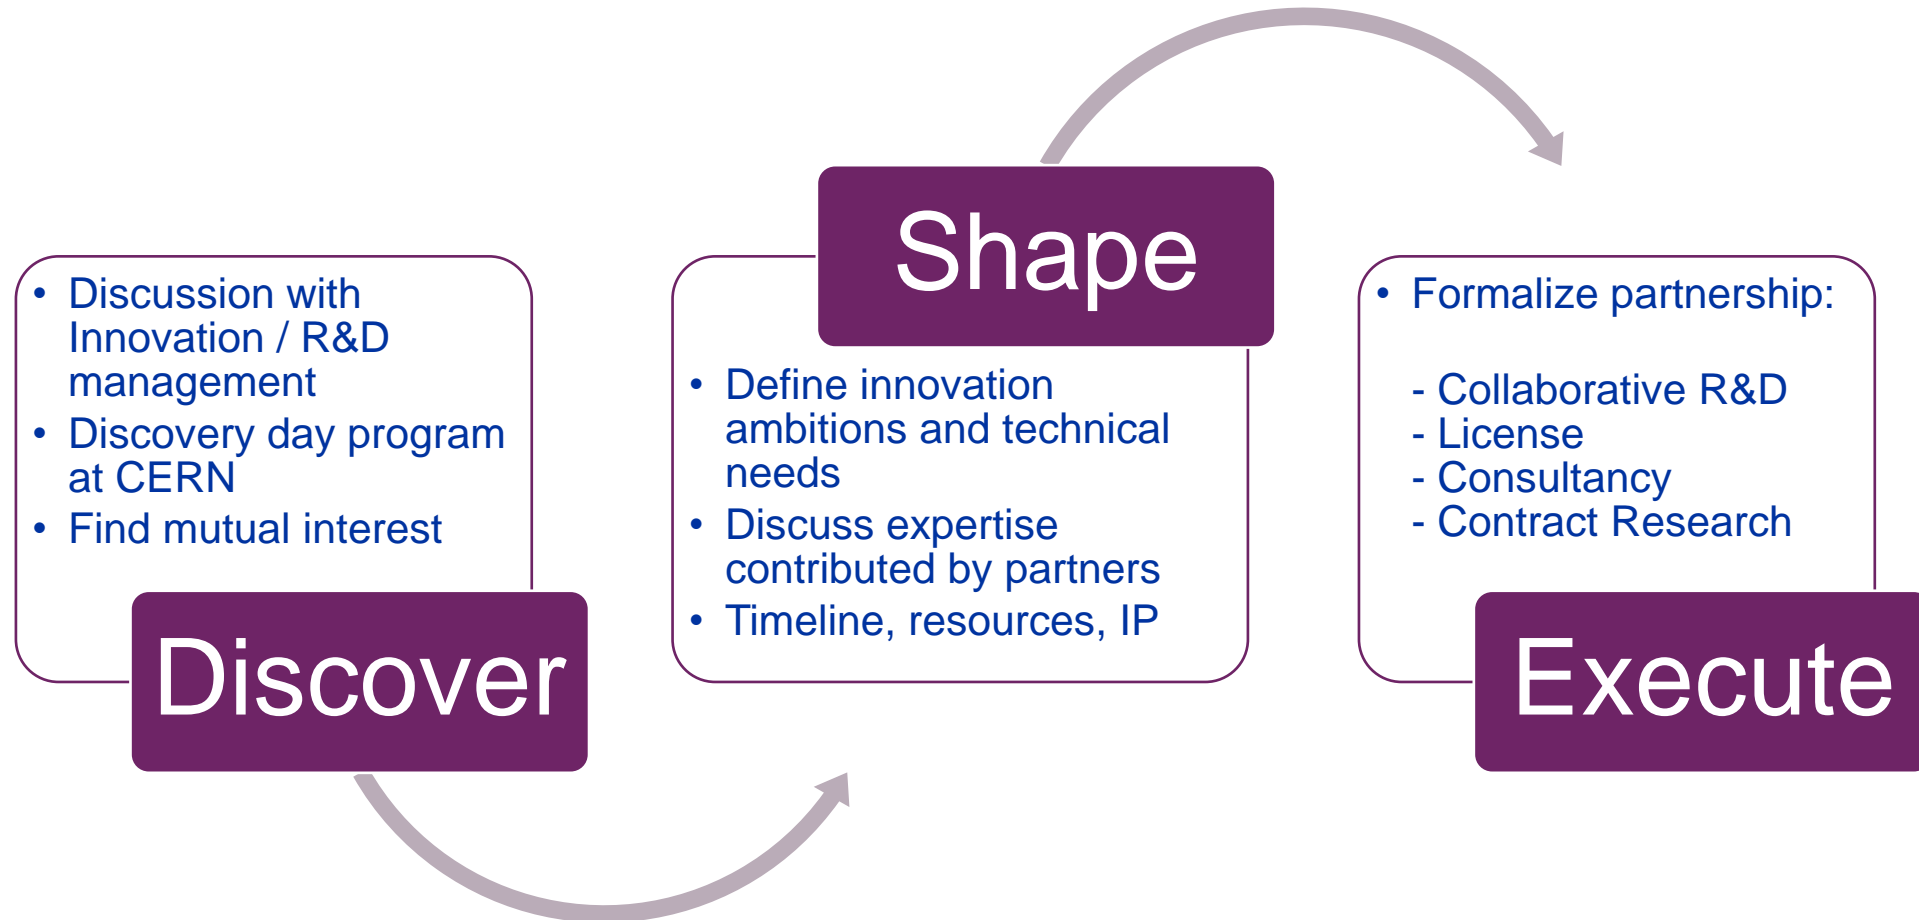 • Discussion with
Innovation / R&D
management
• Discovery day program
at CERN
• Find mutual interest
Discover
Shape
• Define innovation
ambitions and technical
needs
• Discuss expertise
contributed by partners
• Timeline, resources, IP
• Formalize partnership:
- Collaborative R&D
- License
- Consultancy
- Contract Research
Execute